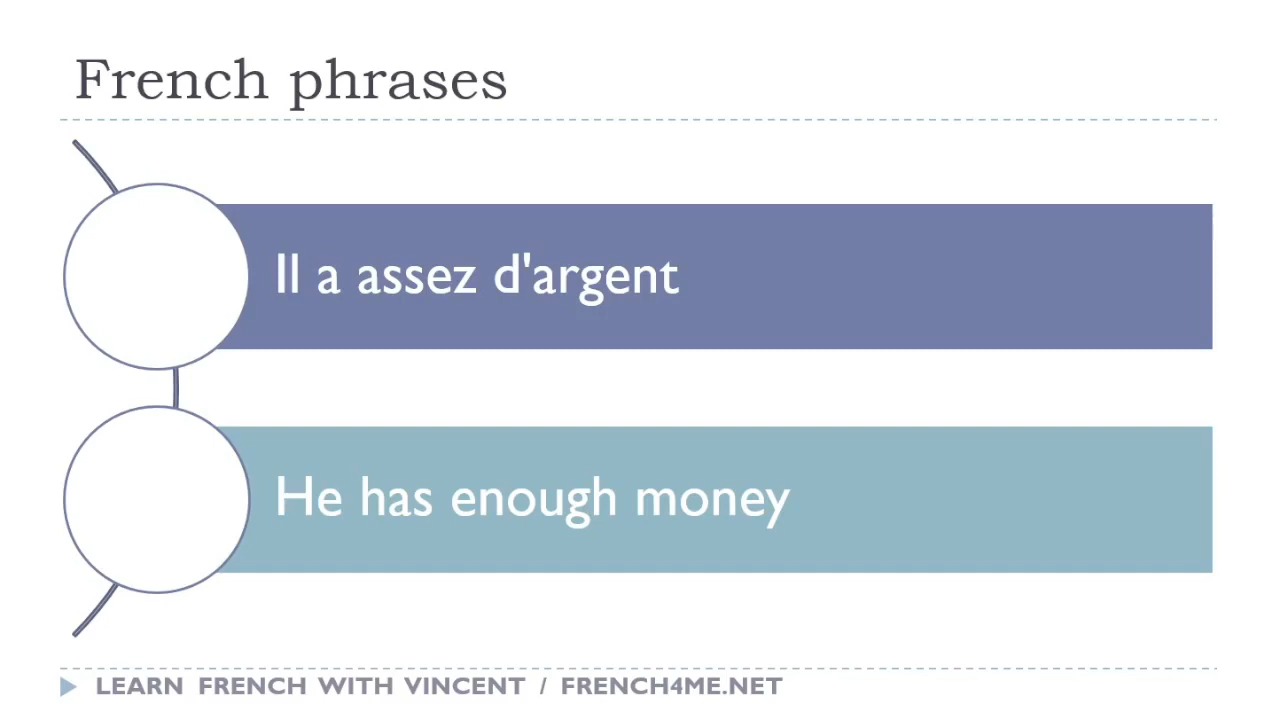 French phrases
Il a assez d'argent
He has enough money
LEARN FRENCH WITH VINCENT / FRENCH4ME.NET